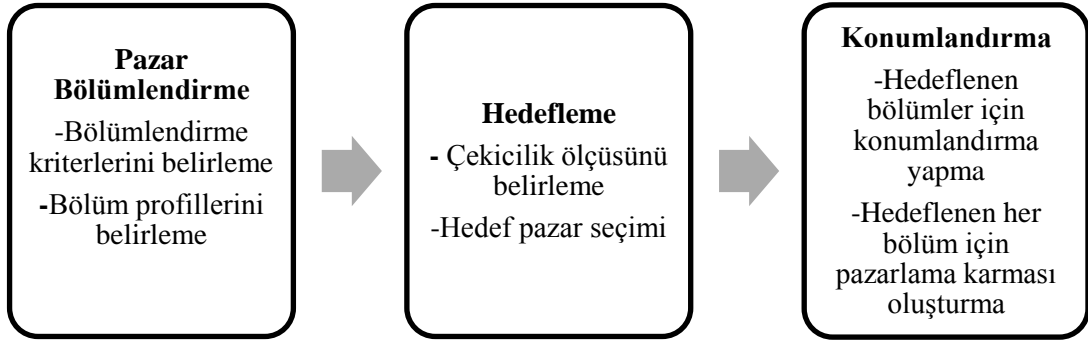 Pazar
Bölümlendirme
-Bölümlendirme
kriterlerini belirleme
-Bölüm profillerini
belirleme
Hedefleme
- Çekicilik ölçüsünü
belirleme
-Hedef pazar seçimi
Konumlandırma
-Hedeflenen
bölümler için
konumlandırma
yapma
-Hedeflenen her
bölüm için
pazarlama karması
oluşturma